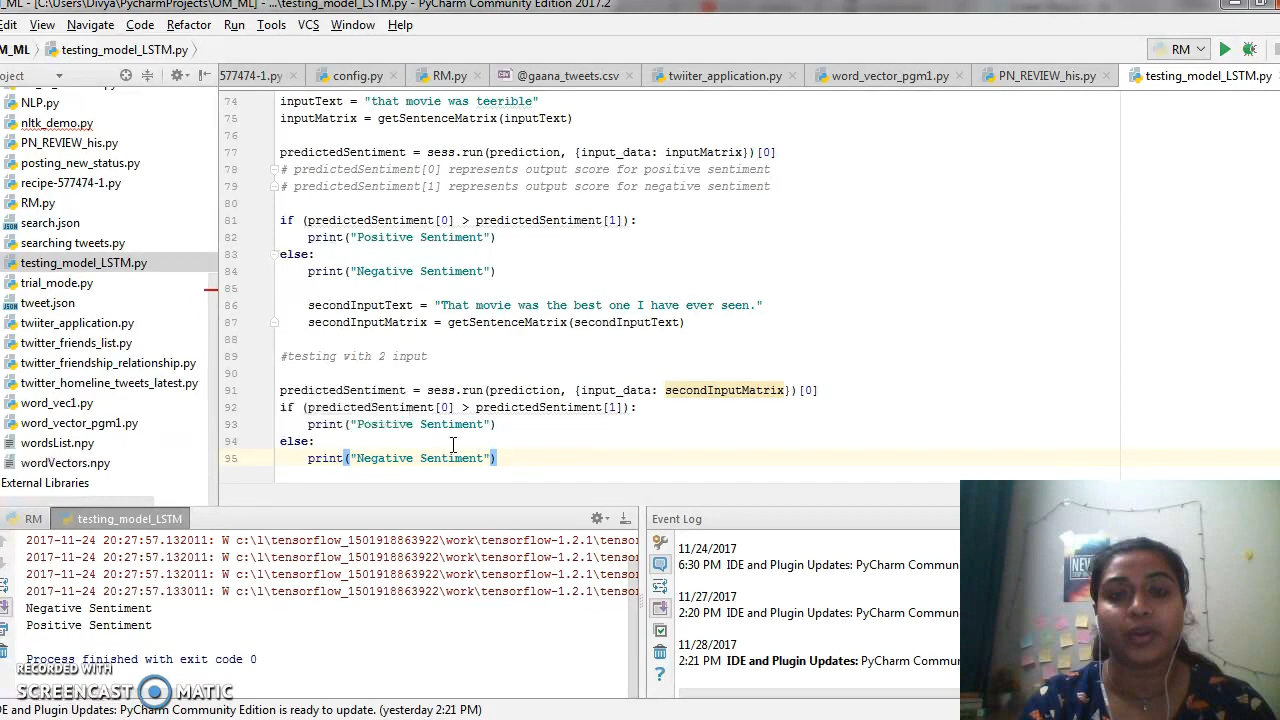 _ML - [C:\Users\Divya\PycharmProjects\OM_ML] - ...\testing_model_LSTM.py - PyCharm Community Edition 2017.2
View Navigate Code Refactor Run Tools VCS Window Help
M_ML testing_model_LSTM.py RM
oject 577474-1.py config.py RM.py @gaana_tweets.csv twiiter_application.py word_vector_pgm1.py PN_REVIEW_his.py testing_model_LSTM.py
NLP.py
nltk_demo.py
PN_REVIEW_his.py
posting_new_status.py
recipe-577474-1.py
RM.py
search.json
searching tweets.py
testing_model_LSTM.py
trial_mode.py
tweet.json
twiiter_application.py
twitter_friends_list.py
twitter_friendship_relationship.py
twitter_homeline_tweets_latest.py
word_vec1.py
word_vector_pgm1.py
wordsList.npy
wordVectors.npy
External Libraries
74 inputText = "that movie was teerible"
75 inputMatrix = getSentenceMatrix(inputText)
76
77 predictedSentiment = sess.run(prediction, {input_data: inputMatrix})[0]
78 # predictedSentiment[0] represents output score for positive sentiment
79 # predictedSentiment[1] represents output score for negative sentiment
80
81 if (predictedSentiment[0] > predictedSentiment[1]):
82 print("Positive Sentiment")
83 else:
84 print("Negative Sentiment")
85
86 secondInputText = "That movie was the best one I have ever seen."
87 secondInputMatrix = getSentenceMatrix(secondInputText)
88
89 #testing with 2 input
90
91 predictedSentiment = sess.run(prediction, {input_data: secondInputMatrix})[0]
92 if (predictedSentiment[0] > predictedSentiment[1]):
93 print("Positive Sentiment")
94 else:
95 print("Negative Sentiment")
RM testing_model_LSTM
2017-11-24 20:27:57.132011: W c:\l\tensorflow_1501918863922\work\tensorflow-1.2.1\tensor
2017-11-24 20:27:57.132011: W c:\l\tensorflow_1501918863922\work\tensorflow-1.2.1\tensor
2017-11-24 20:27:57.132011: W c:\l\tensorflow_1501918863922\work\tensorflow-1.2.1\tensor
2017-11-24 20:27:57.133011: W c:\l\tensorflow_1501918863922\work\tensorflow-1.2.1\tensor
Negative Sentiment
Positive Sentiment
Process finished with exit code 0
Event Log
11/24/2017
6:30 PM IDE and Plugin Updates: PyCharm Commun
11/27/2017
2:20 PM IDE and Plugin Updates: PyCharm Commun
11/28/2017
2:21 PM IDE and Plugin Updates: PyCharm Commu
NEW
RECORDED WITH
SCREENCAST MATIC
DE and Plugin Updates: PyCharm Community Edition is ready to update. (yesterday 2:21 PM)